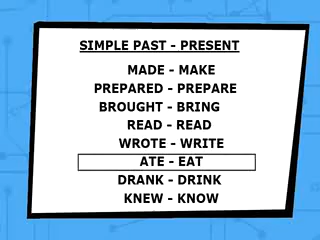 SIMPLE PAST - PRESENT
MADE - MAKE
PREPARED - PREPARE
BROUGHT - BRING
READ - READ
WROTE - WRITE
ATE - EAT
DRANK - DRINK
KNEW - KNOW